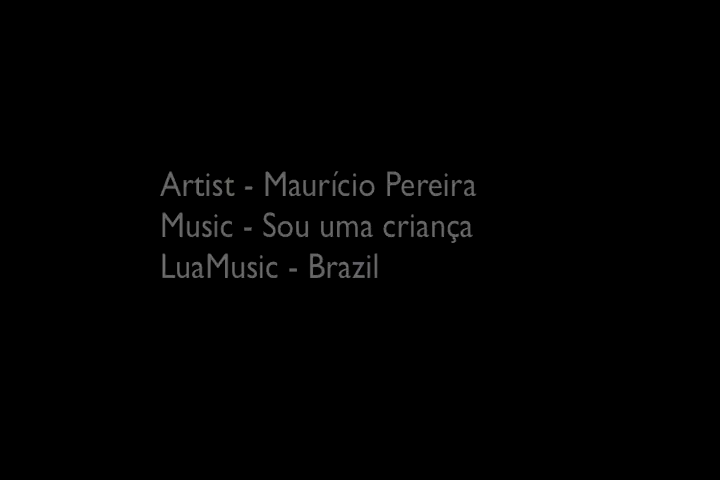 Artist - Maurício Pereira
Music - Sou uma criança
LuaMusic - Brazil